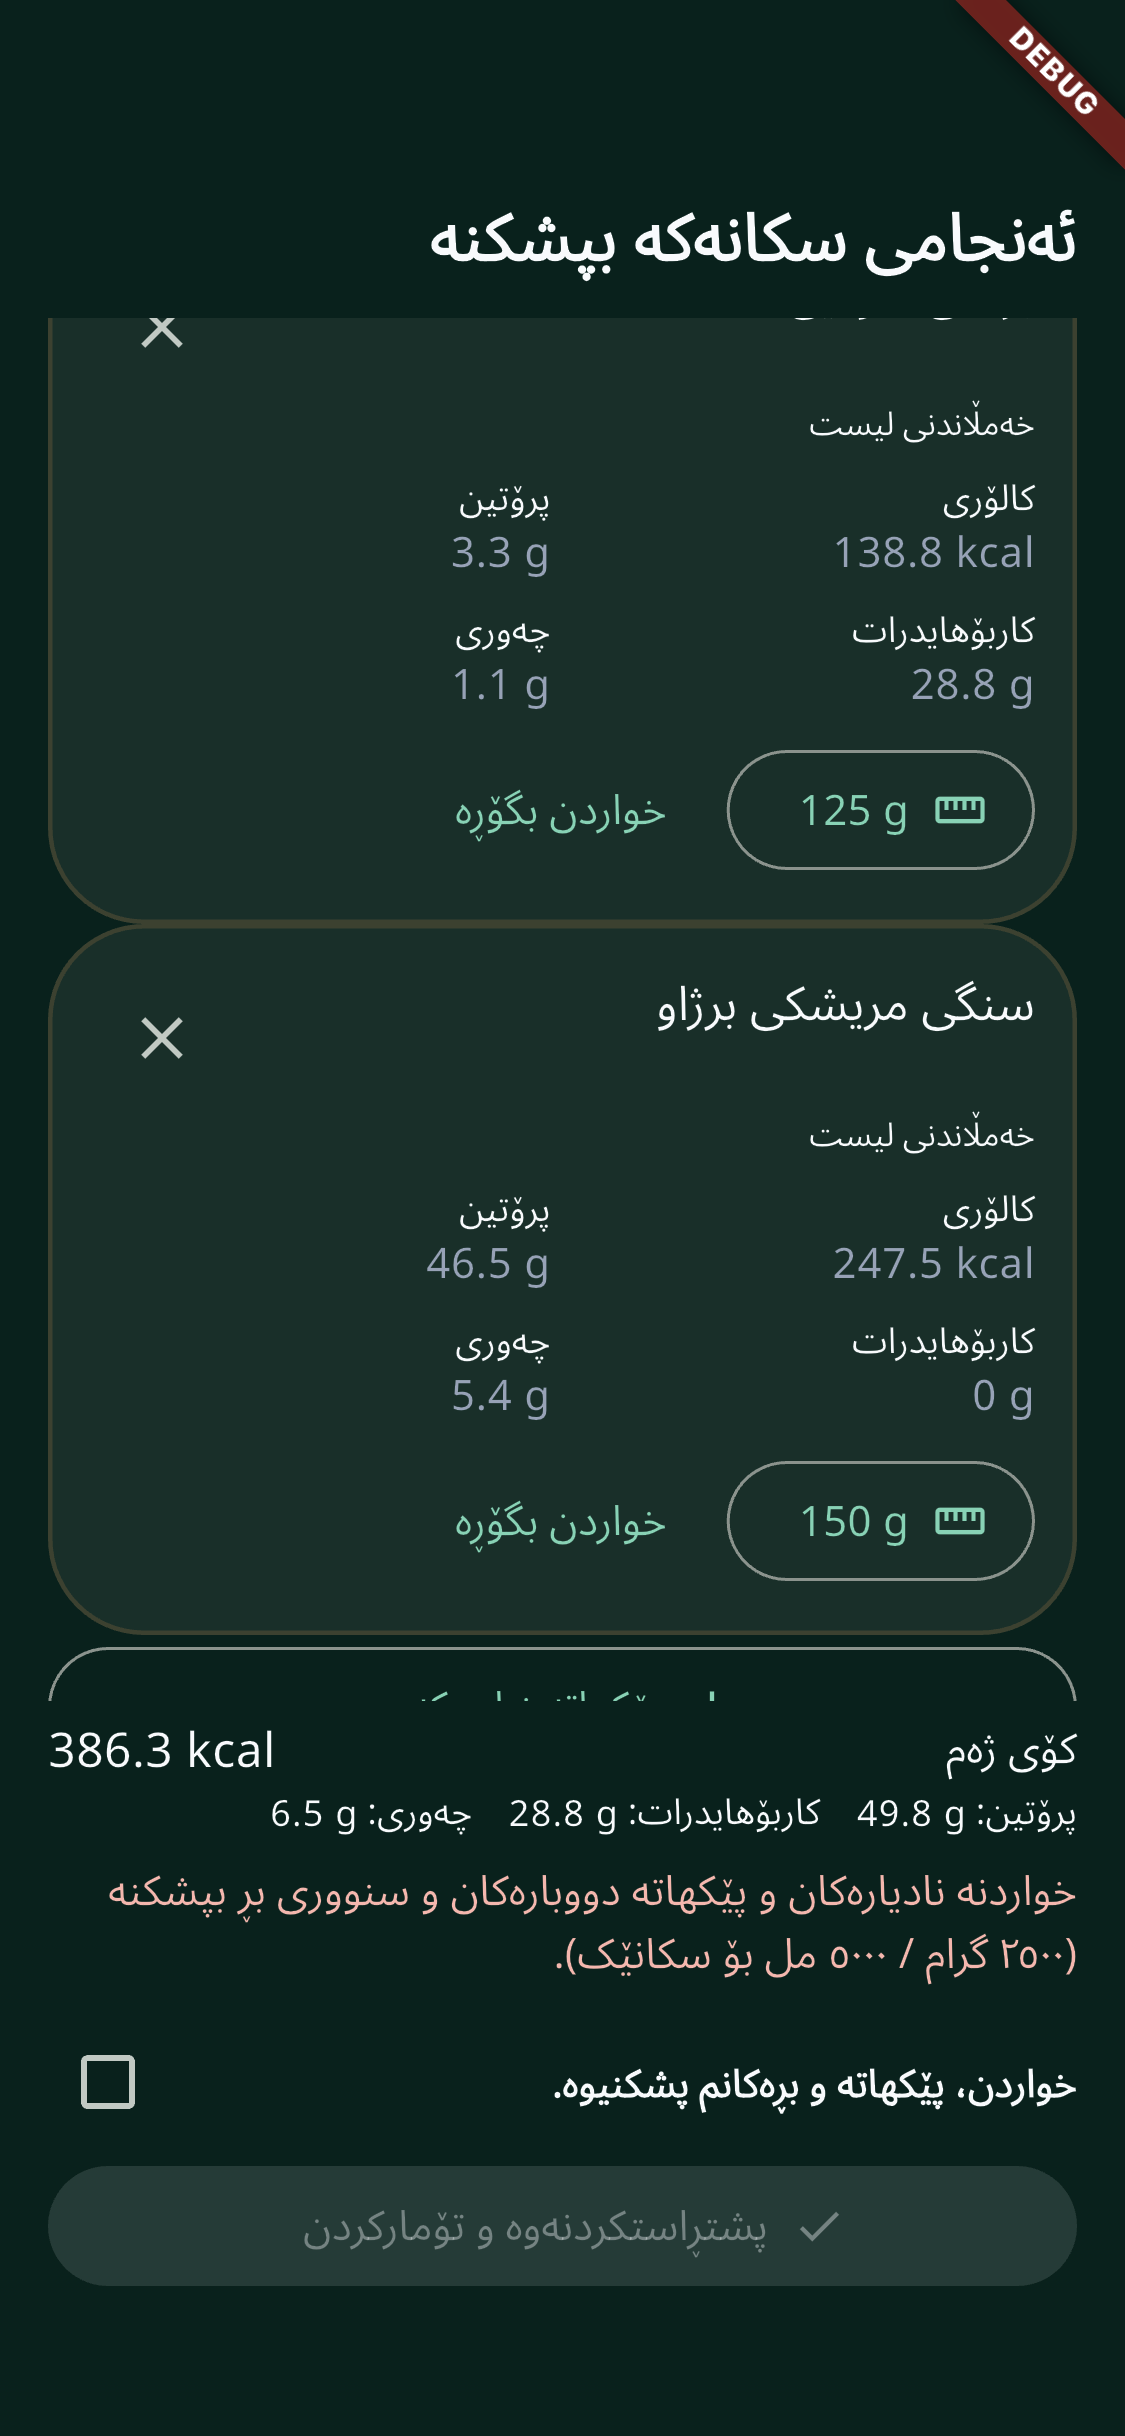 DEBUG
ئەنجامی سکانەکە بپشکنە
خەمڵاندنی لیست
کالۆری
پرۆتین
138.8 kcal
3.3 g
کاربۆهایدرات
چەوری
28.8 g
1.1 g
125 g
خواردن بگۆڕە
سنگی مریشکی برژاو
خەمڵاندنی لیست
کالۆری
پرۆتین
247.5 kcal
46.5 g
کاربۆهایدرات
چەوری
0 g
5.4 g
150 g
خواردن بگۆڕە
کۆی ژەم
386.3 kcal
پرۆتین: 49.8 g کاربۆهایدرات: 28.8 g چەوری: 6.5 g
خواردنە نادیارەکان و پێکهاتە دووبارەکان و سنووری بڕ بپشکنە
(٢٥٠٠ گرام / ٥٠٠٠ مل بۆ سکانێک).
خواردن، پێکهاتە و بڕەکانم پشکنیوە.
پشتڕاستکردنەوە و تۆمارکردن